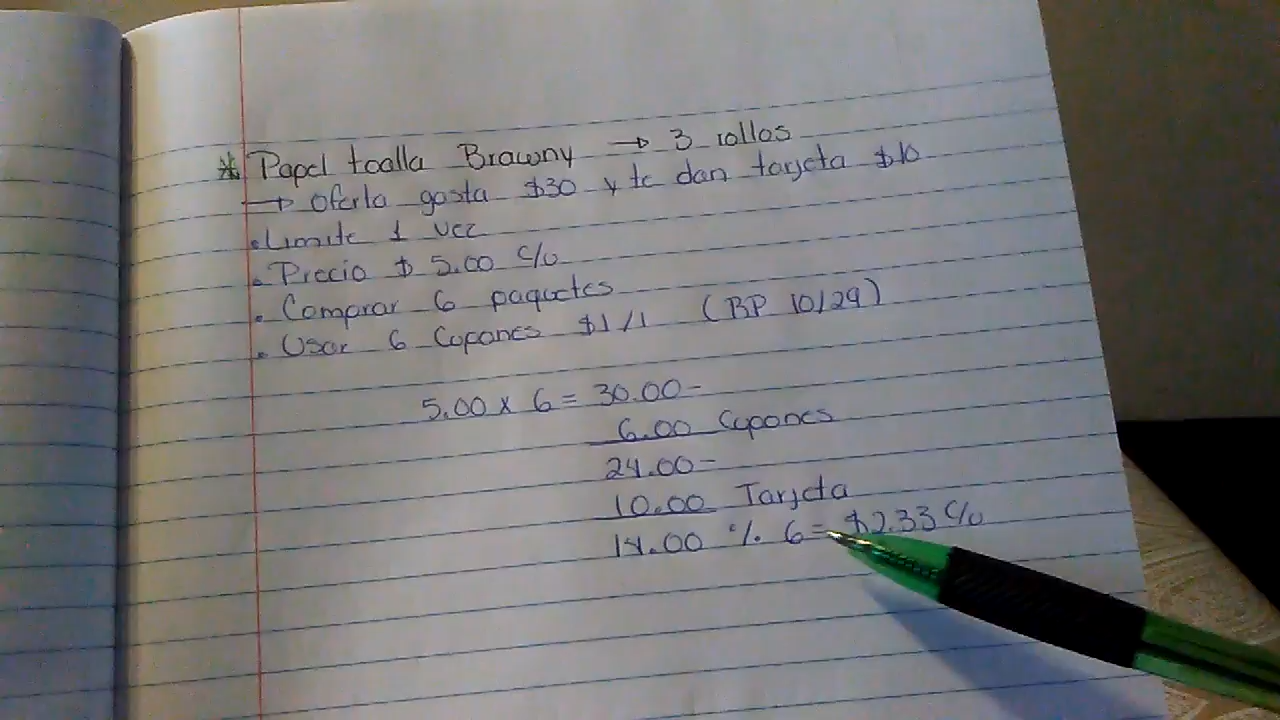 * Papel toalla Brawny → 3 rollos
→ Oferta gasta $30 y te dan tarjeta $10
. Limite 1 vez
. Precio $ 5.00 c/o
. Comprar 6 paquetes
. Usar 6 Cupones $1/1 (RP 10/29)
5.00 x 6 = 30.00 -
6.00 Cupones
24.00 -
10.00 Tarjeta
14.00 % 6 = $2.33 c/o